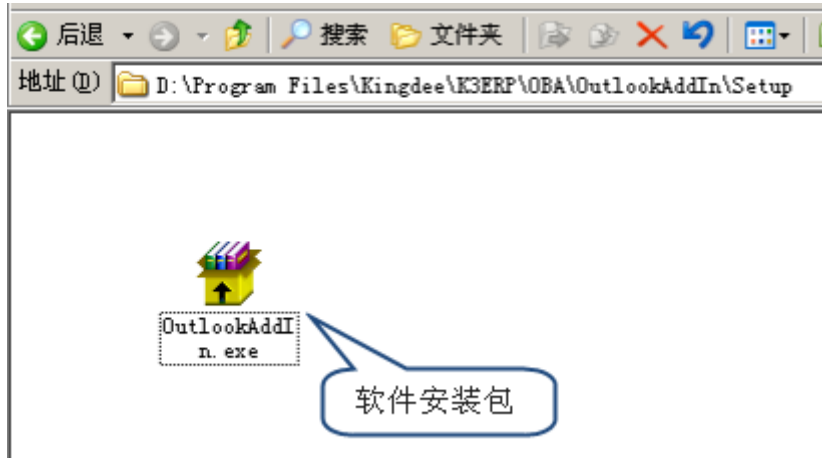 后退 搜索 文件夹
地址(D) D:\Program Files\Kingdee\K3ERP\OBA\OutlookAddIn\Setup
OutlookAddI
n.exe
软件安装包